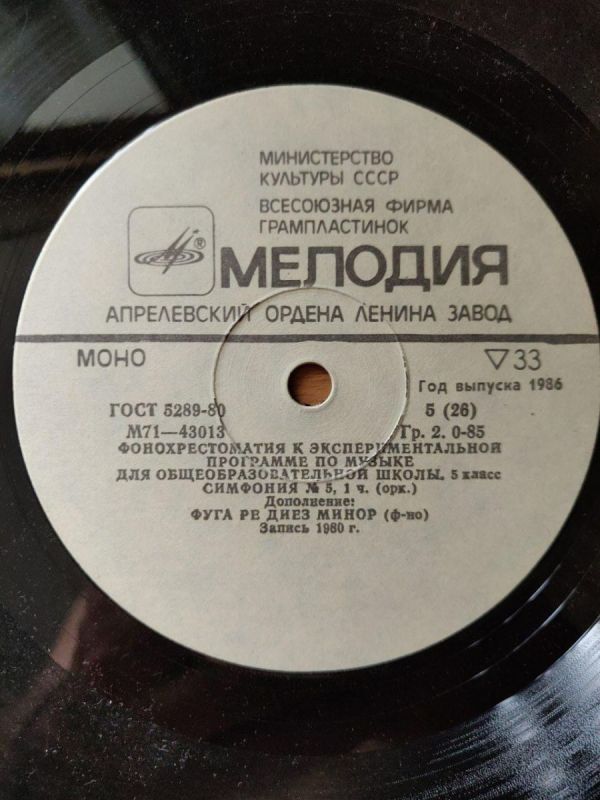 МИНИСТЕРСТВО
КУЛЬТУРЫ СССР
ВСЕСОЮЗНАЯ ФИРМА
ГРАМПЛАСТИНОК
® МЕЛОДИЯ
АПРЕЛЕВСКИЙ ОРДЕНА ЛЕНИНА ЗАВОД
МОНО ▽33
Год выпуска 1986
ГОСТ 5289-80 5 (26)
М71—43013 Гр. 2. 0-85
ФОНОХРЕСТОМАТИЯ К ЭКСПЕРИМЕНТАЛЬНОЙ
ПРОГРАММЕ ПО МУЗЫКЕ
ДЛЯ ОБЩЕОБРАЗОВАТЕЛЬНОЙ ШКОЛЫ. 5 класс
СИМФОНИЯ № 5, 1 ч. (орк.)
Дополнение:
ФУГА РЕ ДИЕЗ МИНОР (ф-но)
Запись 1980 г.